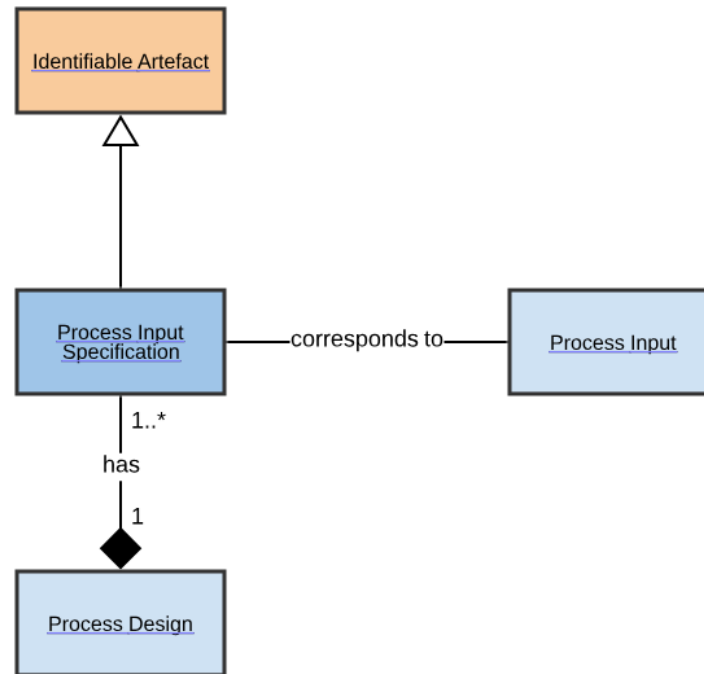 Identifiable Artefact
Process Input
Specification
corresponds to
Process Input
1..*
has
1
Process Design